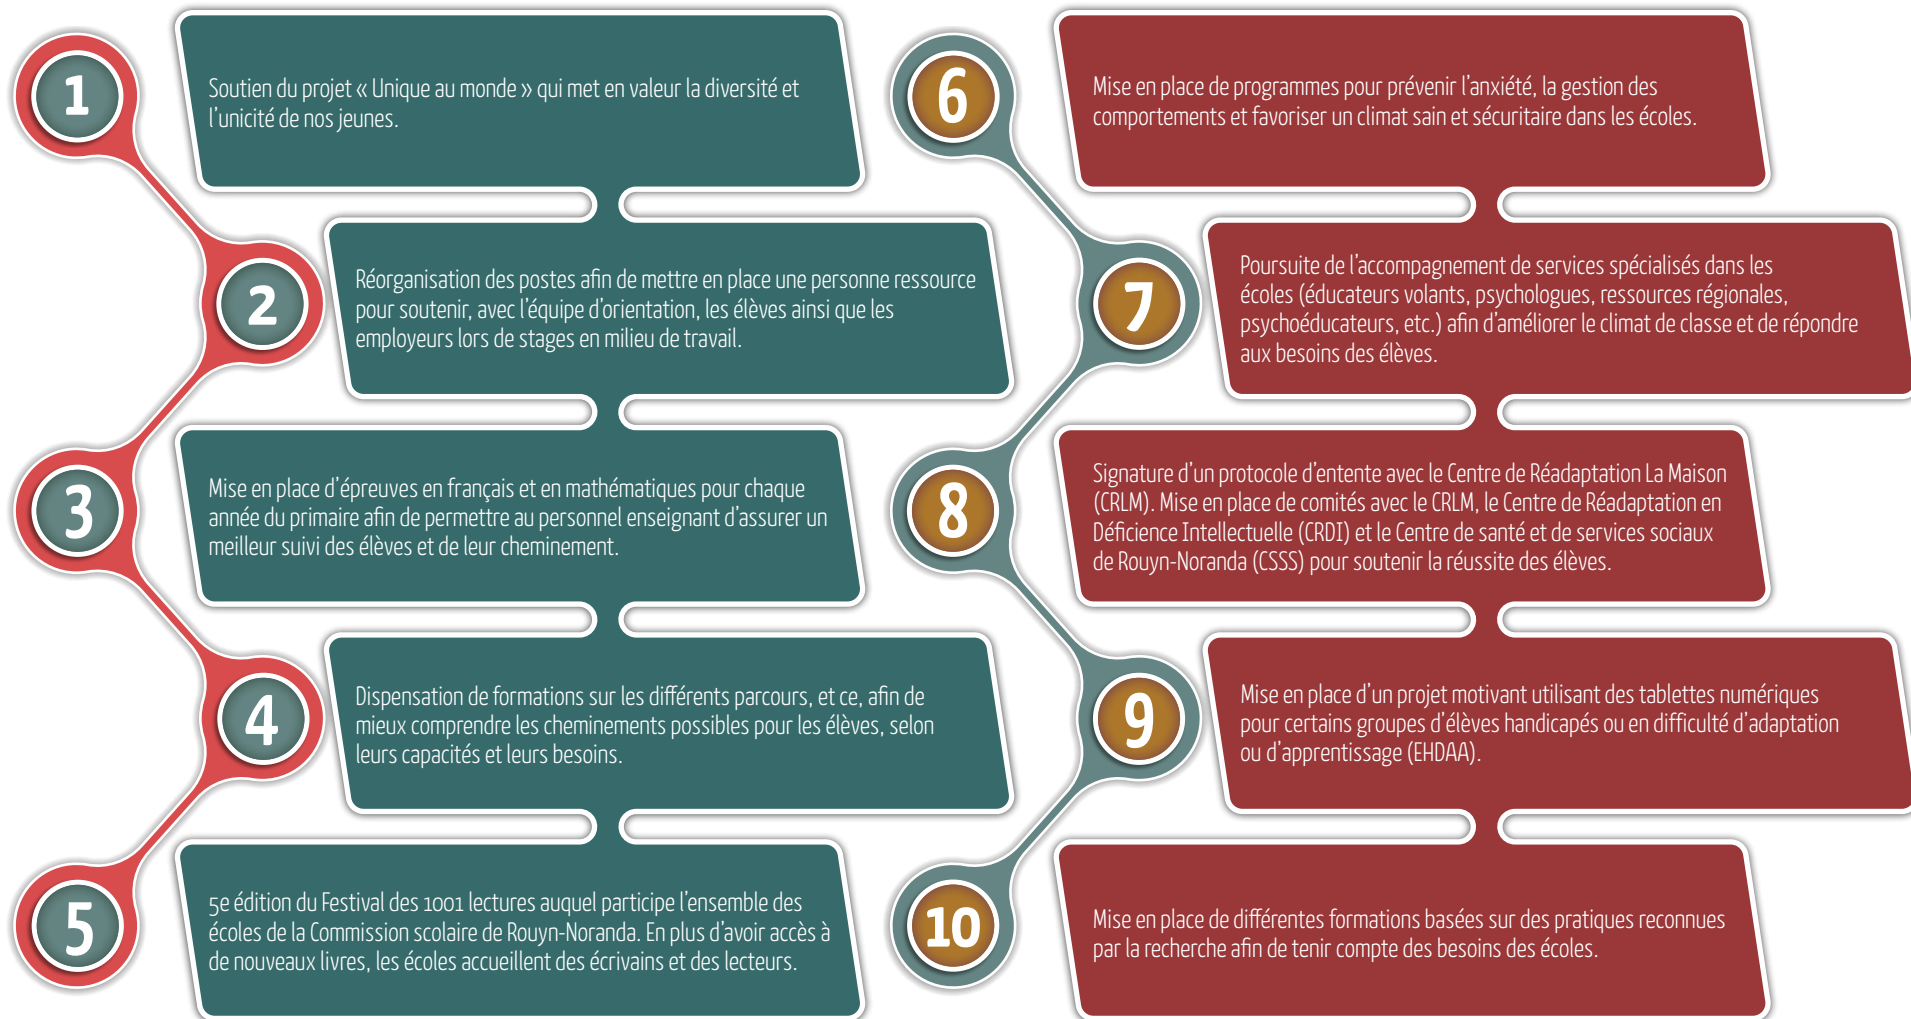 1
Soutien du projet « Unique au monde » qui met en valeur la diversité et
l'unicité de nos jeunes.
2
Réorganisation des postes afin de mettre en place une personne ressource
pour soutenir, avec l'équipe d'orientation, les élèves ainsi que les
employeurs lors de stages en milieu de travail.
3
Mise en place d'épreuves en français et en mathématiques pour chaque
année du primaire afin de permettre au personnel enseignant d'assurer un
meilleur suivi des élèves et de leur cheminement.
4
Dispensation de formations sur les différents parcours, et ce, afin de
mieux comprendre les cheminements possibles pour les élèves, selon
leurs capacités et leurs besoins.
5
5e édition du Festival des 1001 lectures auquel participe l'ensemble des
écoles de la Commission scolaire de Rouyn-Noranda. En plus d'avoir accès à
de nouveaux livres, les écoles accueillent des écrivains et des lecteurs.
6
Mise en place de programmes pour prévenir l'anxiété, la gestion des
comportements et favoriser un climat sain et sécuritaire dans les écoles.
7
Poursuite de l'accompagnement de services spécialisés dans les
écoles (éducateurs volants, psychologues, ressources régionales,
psychoéducateurs, etc.) afin d'améliorer le climat de classe et de répondre
aux besoins des élèves.
8
Signature d'un protocole d'entente avec le Centre de Réadaptation La Maison
(CRLM). Mise en place de comités avec le CRLM, le Centre de Réadaptation en
Déficience Intellectuelle (CRDI) et le Centre de santé et de services sociaux
de Rouyn-Noranda (CSSS) pour soutenir la réussite des élèves.
9
Mise en place d'un projet motivant utilisant des tablettes numériques
pour certains groupes d'élèves handicapés ou en difficulté d'adaptation
ou d'apprentissage (EHDAA).
10
Mise en place de différentes formations basées sur des pratiques reconnues
par la recherche afin de tenir compte des besoins des écoles.